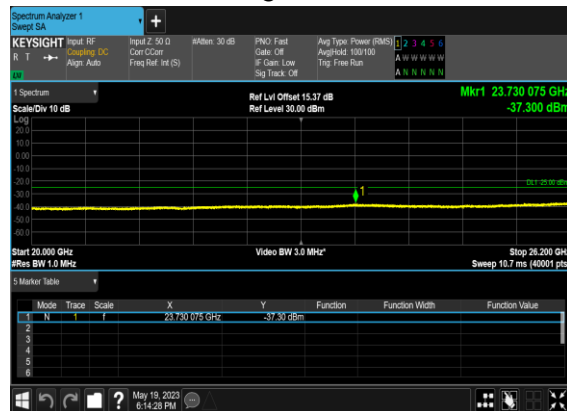 Spectrum Analyzer 1
Swept SA
+
KEYSIGHT
R T
LXI
Input: RF
Coupling: DC
Align: Auto
Input Z: 50 Ω
Corr CCorr
Freq Ref: Int (S)
#Atten: 30 dB
PNO: Fast
Gate: Off
IF Gain: Low
Sig Track: Off
Avg Type: Power (RMS)
Avg|Hold: 100/100
Trig: Free Run
1 2 3 4 5 6
A W W W W W
A N N N N N
1 Spectrum
Scale/Div 10 dB
Ref Lvl Offset 15.37 dB
Ref Level 30.00 dBm
Mkr1 23.730 075 GHz
-37.300 dBm
Log
20.0
10.0
0.00
-10.0
-20.0
-30.0
-40.0
-50.0
-60.0
1
DL1 -25.00 dBm
Start 20.000 GHz
#Res BW 1.0 MHz
Video BW 3.0 MHz*
Stop 26.200 GHz
Sweep 10.7 ms (40001 pts)
5 Marker Table
Mode Trace Scale X Y Function Function Width Function Value
1 N 1 f 23.730 075 GHz -37.30 dBm
2
3
4
5
6
?
May 19, 2023
6:14:28 PM